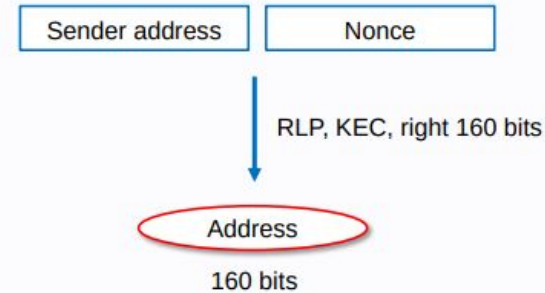 Sender address Nonce
RLP, KEC, right 160 bits
Address
160 bits